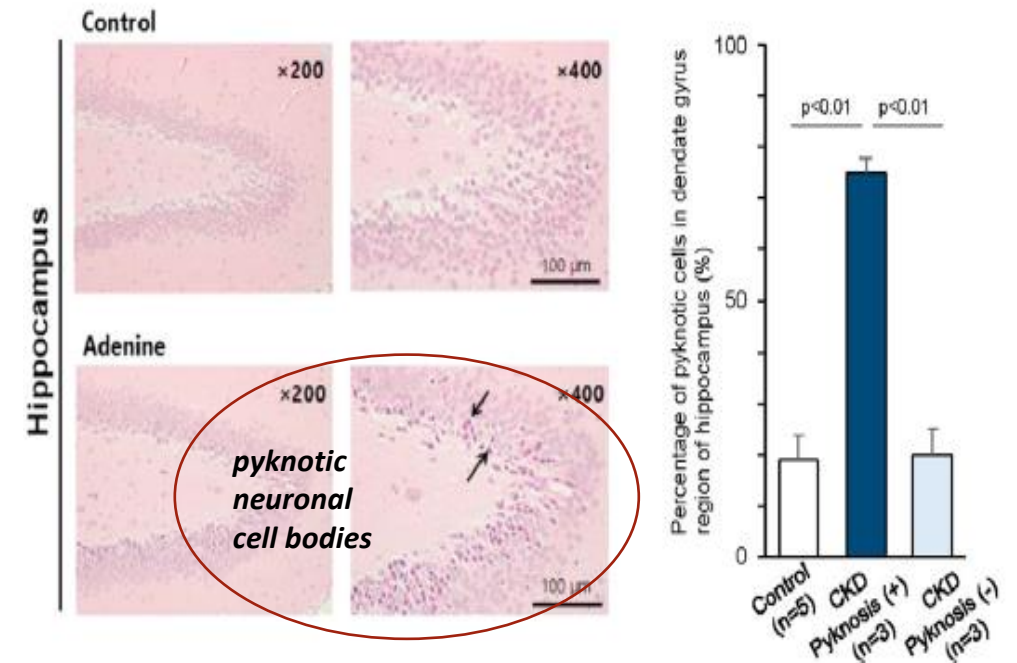 Control
×200
×400
100 μm
Hippocampus
Adenine
×200
×400
pyknotic
neuronal
cell bodies
100 μm
Percentage of pyknotic cells in dendate gyrus
region of hippocampus (%)
100
50
0
p<0.01
p<0.01
Control
(n=5)
CKD
Pyknosis (+)
(n=3)
CKD
Pyknosis (-)
(n=3)